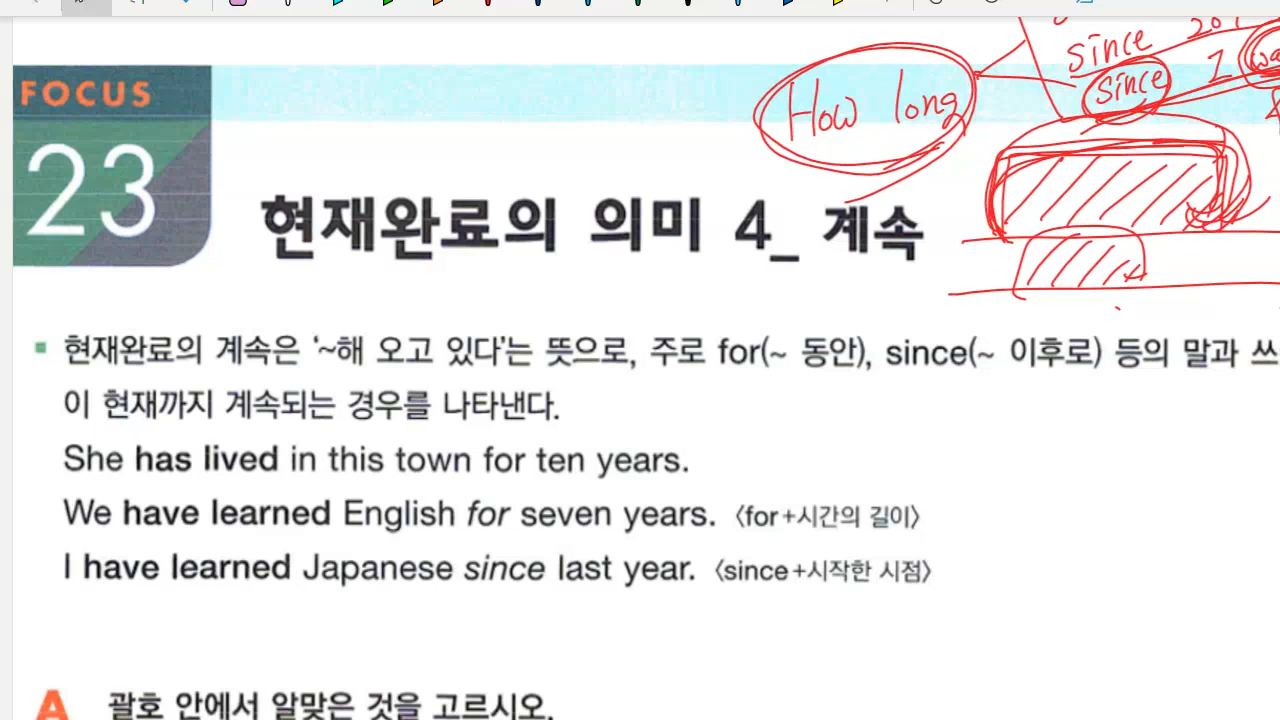 since 201
How long since I wa
FOCUS
23
현재완료의 의미 4_ 계속
현재완료의 계속은 '~해 오고 있다'는 뜻으로, 주로 for(~ 동안), since(~ 이후로) 등의 말과 쓰
이 현재까지 계속되는 경우를 나타낸다.
She has lived in this town for ten years.
We have learned English for seven years. 〈for+시간의 길이〉
I have learned Japanese since last year. 〈since+시작한 시점〉
A 괄호 안에서 알맞은 것을 고르시오.